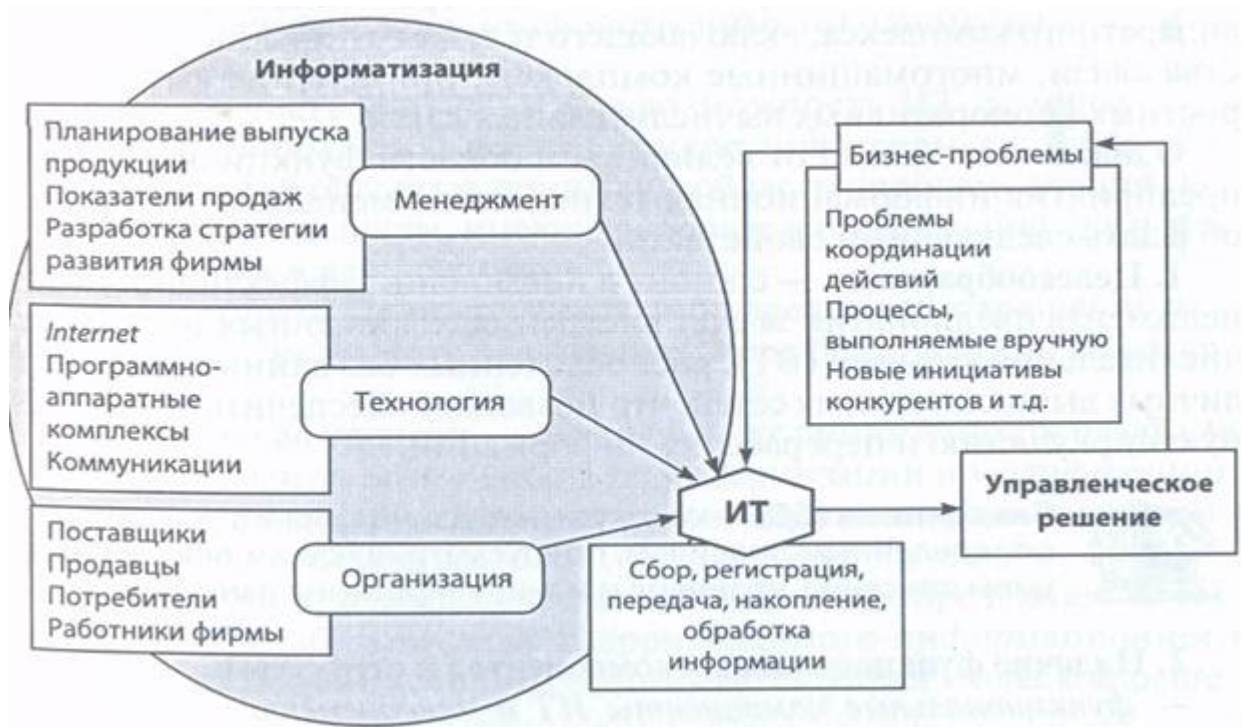 Информатизация
Планирование выпуска
продукции
Показатели продаж
Разработка стратегии
развития фирмы
Менеджмент
Internet
Программно-
аппаратные
комплексы
Коммуникации
Технология
Поставщики
Продавцы
Потребители
Работники фирмы
Организация
ИТ
Сбор, регистрация,
передача, накопление,
обработка
информации
Бизнес-проблемы
Проблемы
координации
действий
Процессы,
выполняемые вручную
Новые инициативы
конкурентов и т.д.
Управленческое
решение